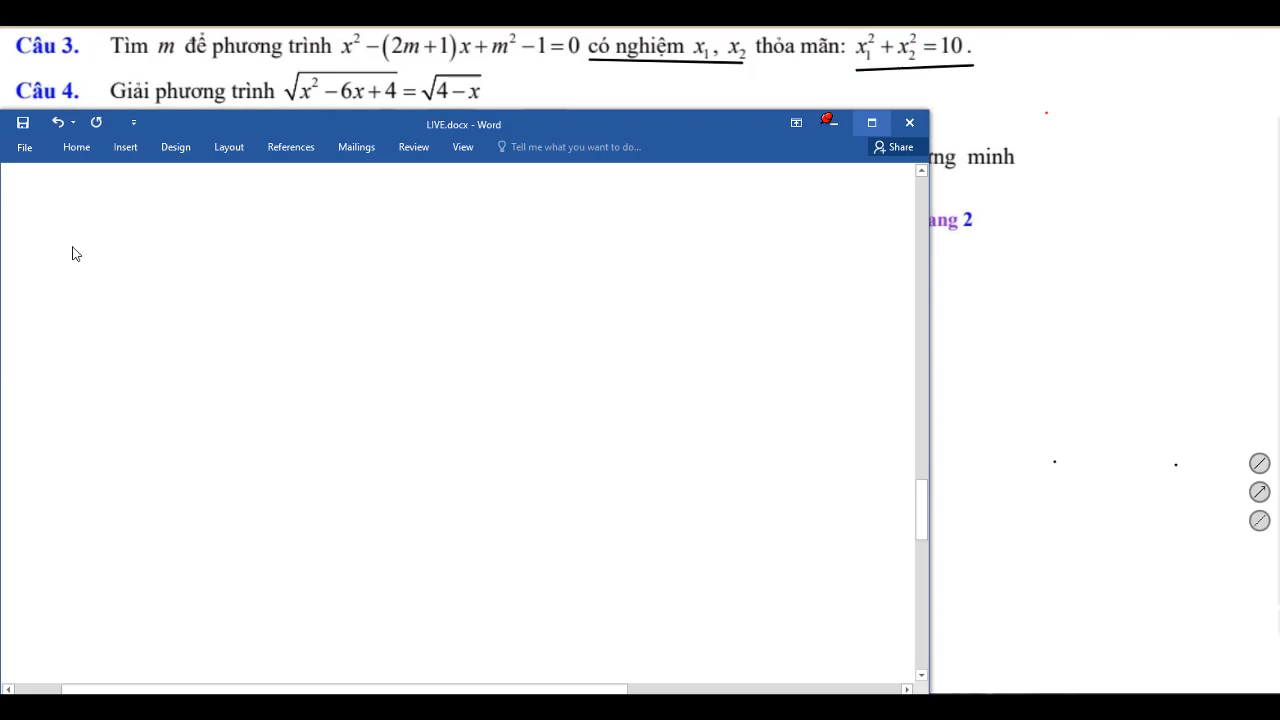 Câu 3. Tìm m để phương trình x² − (2m + 1)x + m² − 1 = 0 có nghiệm x₁, x₂ thỏa mãn: x₁² + x₂² = 10.
Câu 4. Giải phương trình √(x² − 6x + 4) = √(4 − x)
LIVE.docx - Word
File Home Insert Design Layout References Mailings Review View Tell me what you want to do... Share
minh
2